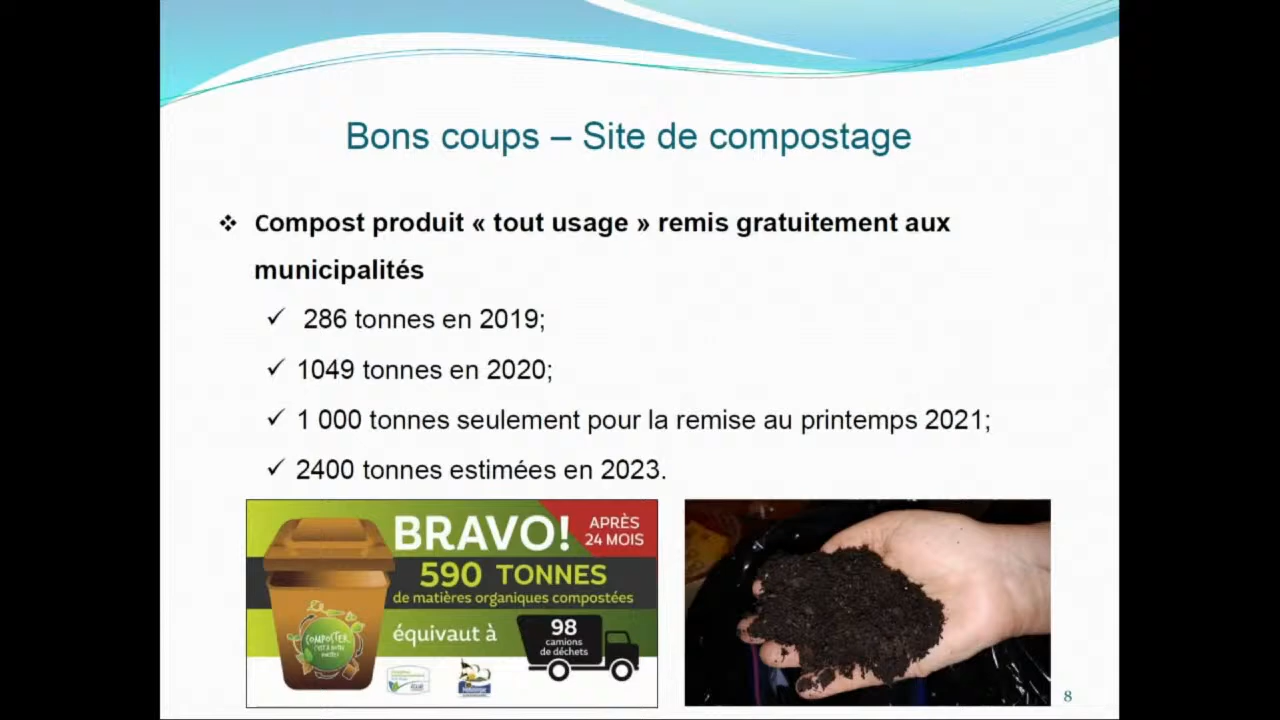 Bons coups – Site de compostage
❖ Compost produit « tout usage » remis gratuitement aux
municipalités
✓ 286 tonnes en 2019;
✓ 1049 tonnes en 2020;
✓ 1 000 tonnes seulement pour la remise au printemps 2021;
✓ 2400 tonnes estimées en 2023.
BRAVO!
APRÈS
24 MOIS
590 TONNES
de matières organiques compostées
équivaut à
98
camions
de déchets
COMPOSTER
8